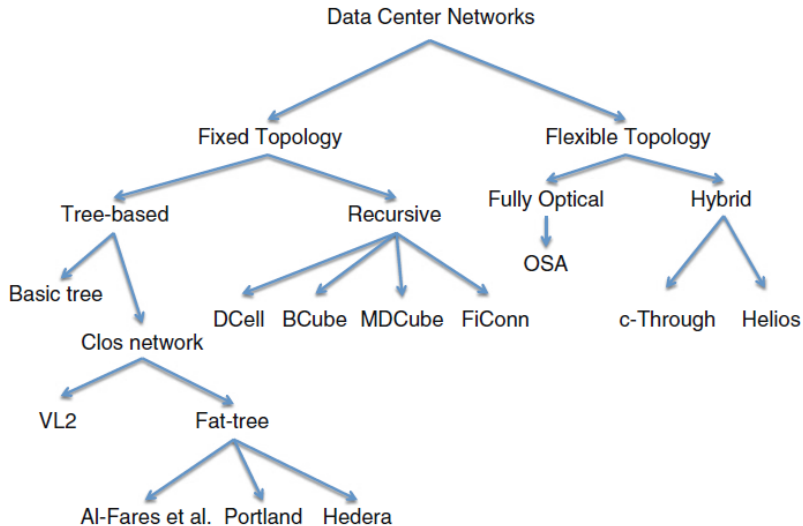 Data Center Networks
Fixed Topology
Flexible Topology
Tree-based
Recursive
Fully Optical
Hybrid
Basic tree
OSA
DCell
BCube
MDCube
FiConn
c-Through
Helios
Clos network
VL2
Fat-tree
Al-Fares et al.
Portland
Hedera